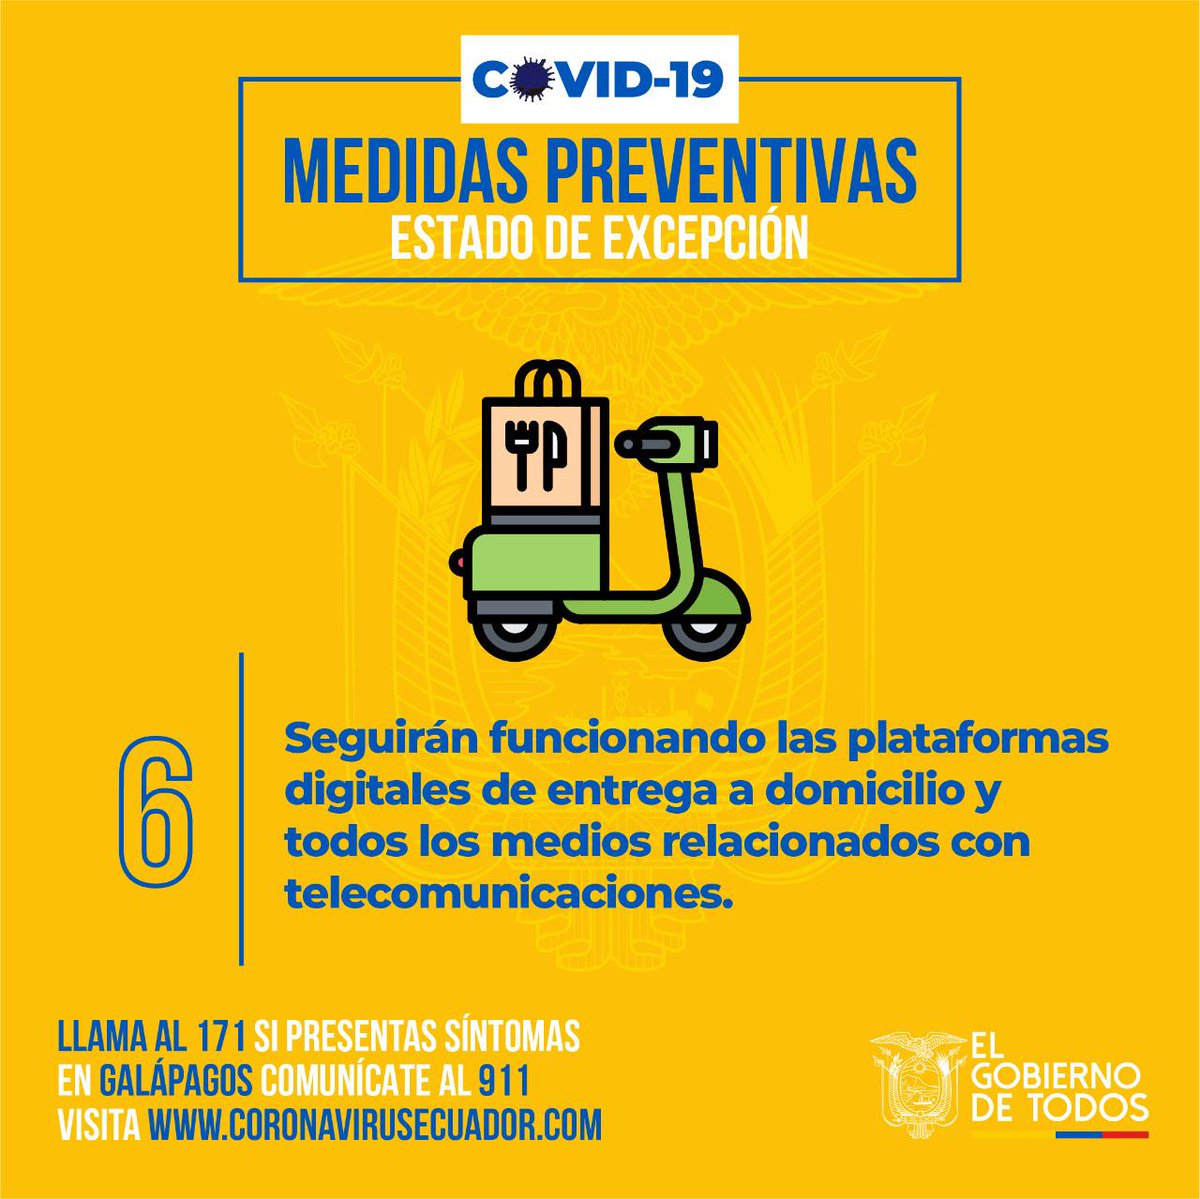 COVID-19
MEDIDAS PREVENTIVAS
ESTADO DE EXCEPCIÓN
6
Seguirán funcionando las plataformas
digitales de entrega a domicilio y
todos los medios relacionados con
telecomunicaciones.
LLAMA AL 171 SI PRESENTAS SÍNTOMAS
EN GALÁPAGOS COMUNÍCATE AL 911
VISITA WWW.CORONAVIRUSECUADOR.COM
EL
GOBIERNO
DE TODOS